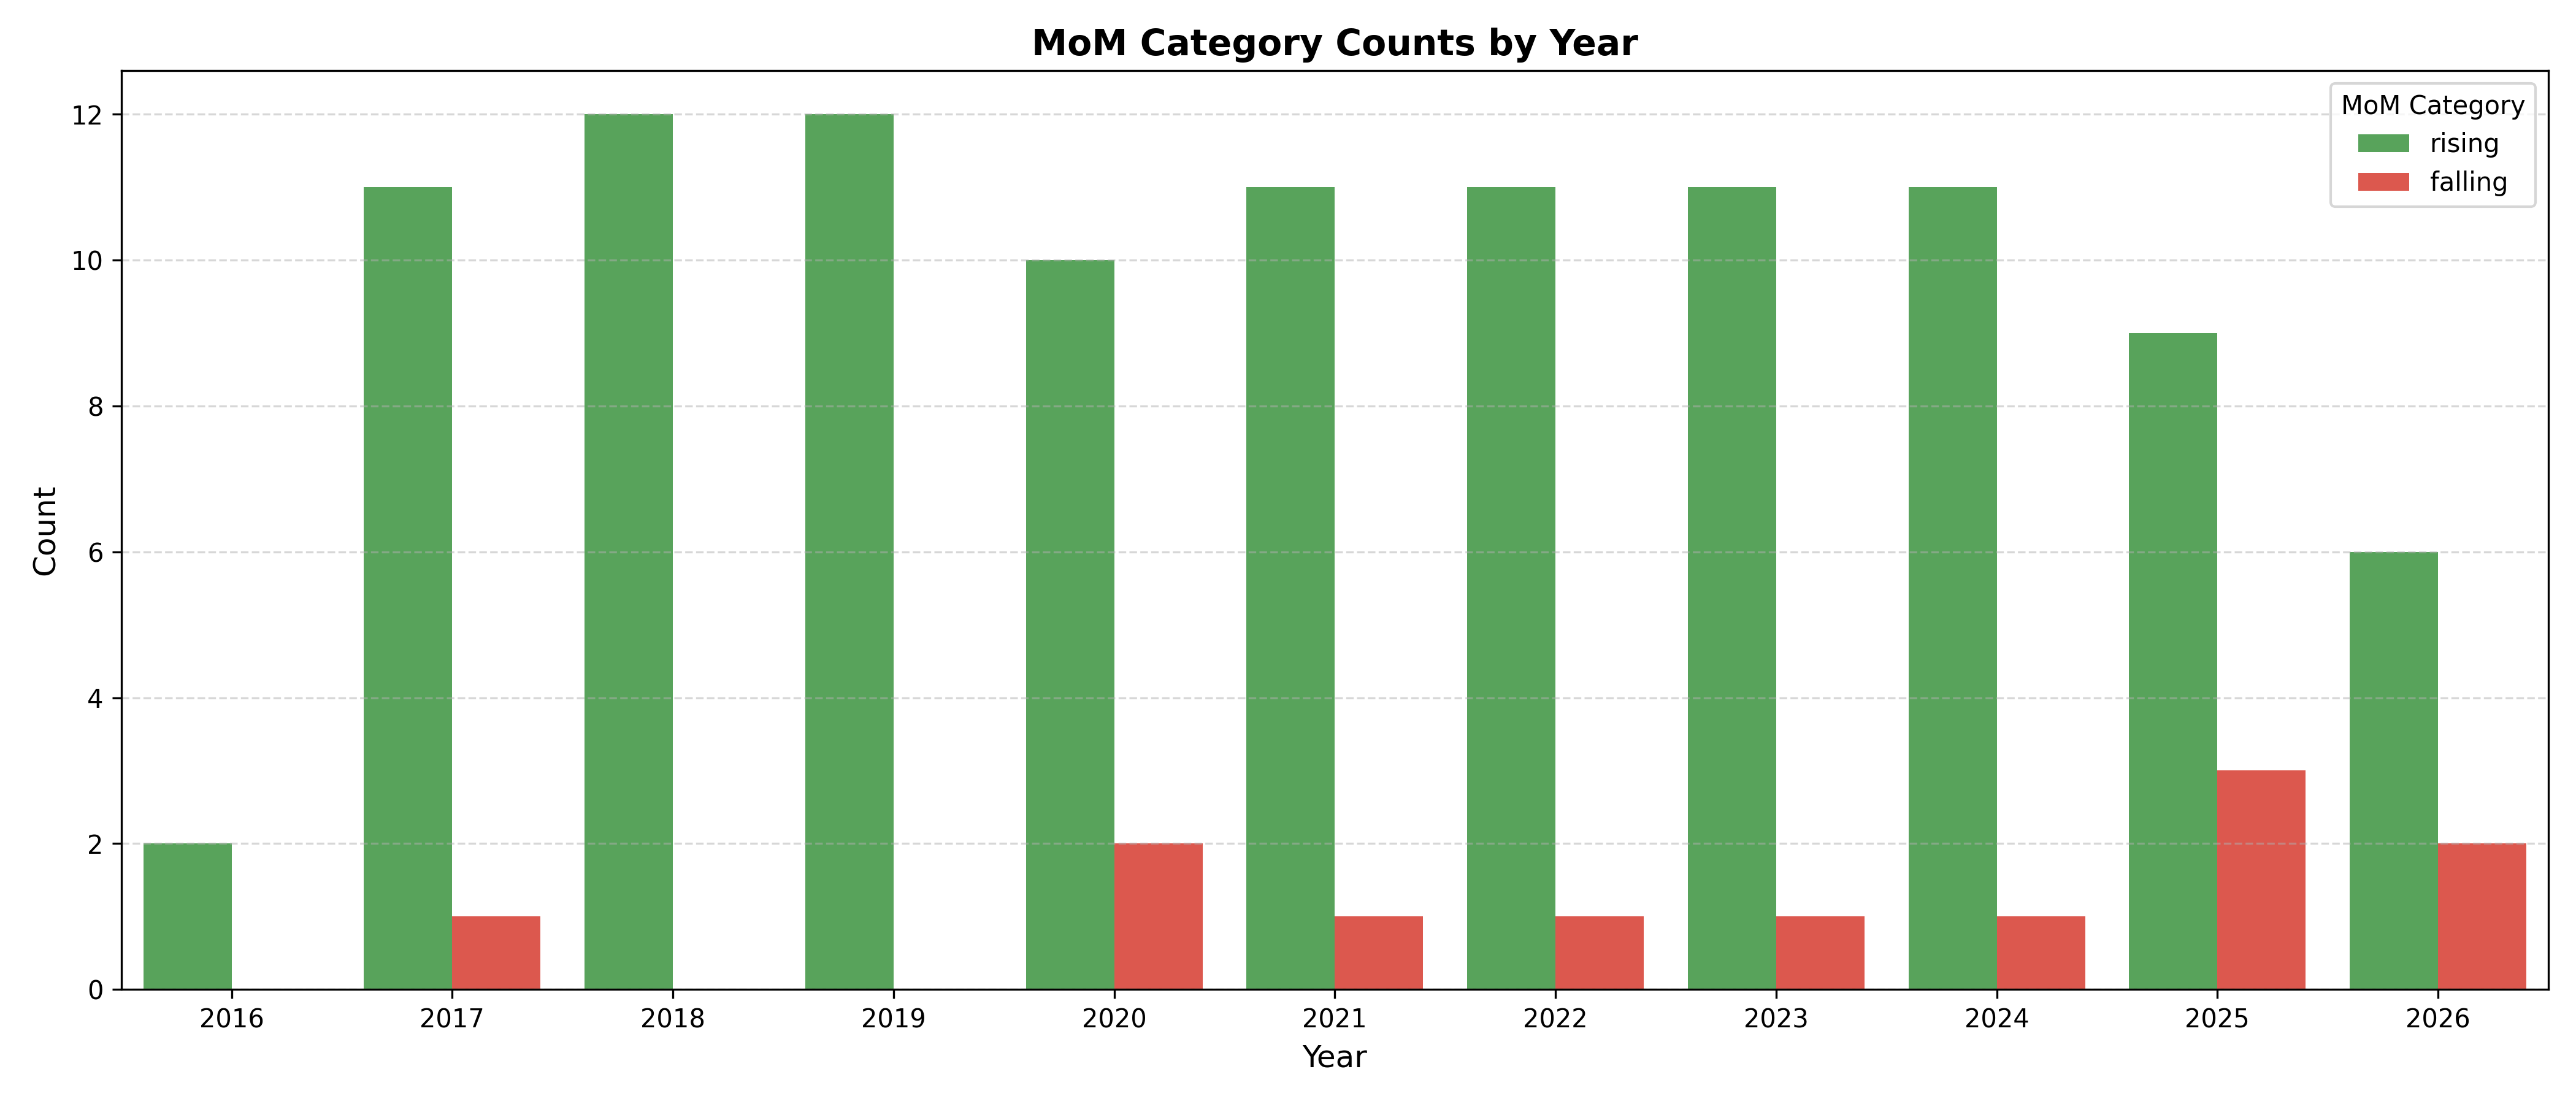 MoM Category Counts by Year
MoM Category
rising
falling
Count
12
10
8
6
4
2
0
2016 2017 2018 2019 2020 2021 2022 2023 2024 2025 2026
Year